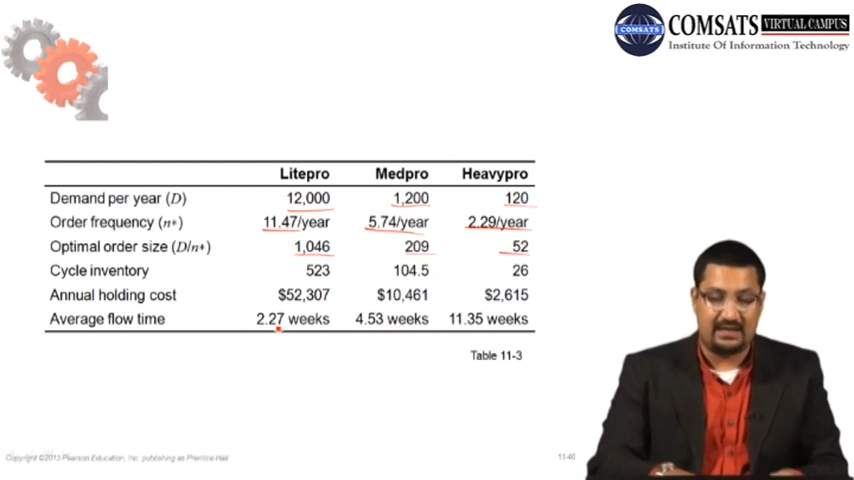 COMSATS
COMSATS VIRTUAL CAMPUS
Institute Of Information Technology
Litepro Medpro Heavypro
Demand per year (D) 12,000 1,200 120
Order frequency (n*) 11.47/year 5.74/year 2.29/year
Optimal order size (D/n*) 1,046 209 52
Cycle inventory 523 104.5 26
Annual holding cost $52,307 $10,461 $2,615
Average flow time 2.27 weeks 4.53 weeks 11.35 weeks
Table 11-3
Copyright ©2013 Pearson Education, Inc. publishing as Prentice Hall
11-40